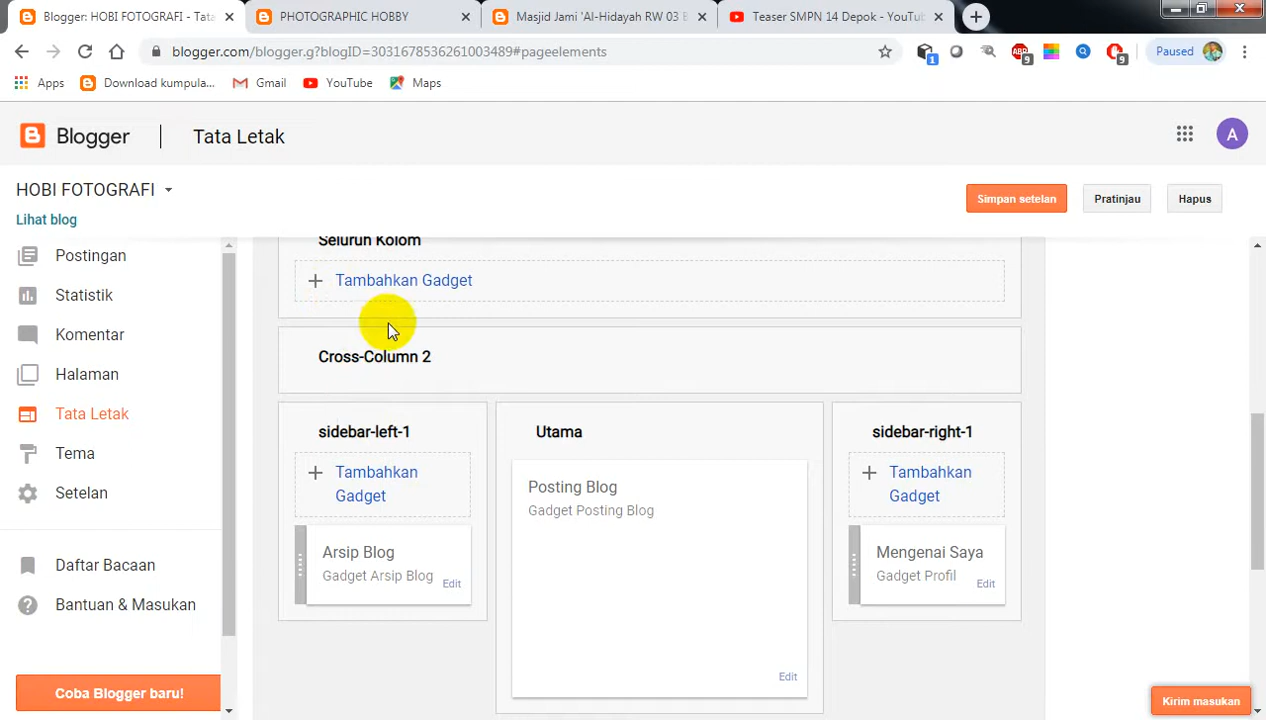 Blogger: HOBI FOTOGRAFI - Tata
PHOTOGRAPHIC HOBBY
Masjid Jami 'Al-Hidayah RW 03 B
Teaser SMPN 14 Depok - YouTu
blogger.com/blogger.g?blogID=3031678536261003489#pageelements
1
9
9
Paused
Apps
Download kumpula...
Gmail
YouTube
Maps
Blogger
Tata Letak
A
HOBI FOTOGRAFI
Lihat blog
Simpan setelan
Pratinjau
Hapus
Postingan
Statistik
Komentar
Halaman
Tata Letak
Tema
Setelan
Daftar Bacaan
Bantuan & Masukan
Coba Blogger baru!
Seluruh Kolom
Tambahkan Gadget
Cross-Column 2
sidebar-left-1
Tambahkan
Gadget
Arsip Blog
Gadget Arsip Blog
Edit
Utama
Posting Blog
Gadget Posting Blog
Edit
sidebar-right-1
Tambahkan
Gadget
Mengenai Saya
Gadget Profil
Edit
Kirim masukan